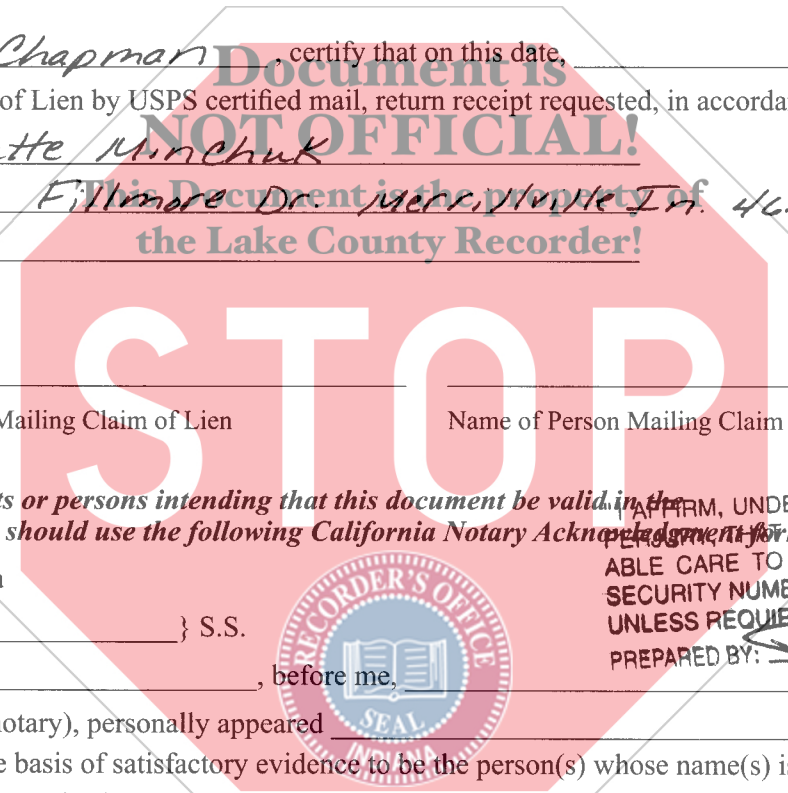 Chapman, certify that on this date,
Document is
of Lien by USPS certified mail, return receipt requested, in accorda
NOT OFFICIAL!
tte Minchuk
This Document is the property of
Fillmore Dr. Merrillville In. 46
the Lake County Recorder!
STOP
Mailing Claim of Lien Name of Person Mailing Claim
ts or persons intending that this document be valid in the
"I AFFIRM, UNDE
should use the following California Notary Acknowledgment for
PERJURY, THAT
ABLE CARE TO
a
SECURITY NUMB
} S.S.
UNLESS REQUIRE
PREPARED BY:
RECORDER'S OFFICE
SEAL
INDIANA
, before me,
notary), personally appeared
e basis of satisfactory evidence to be the person(s) whose name(s) is